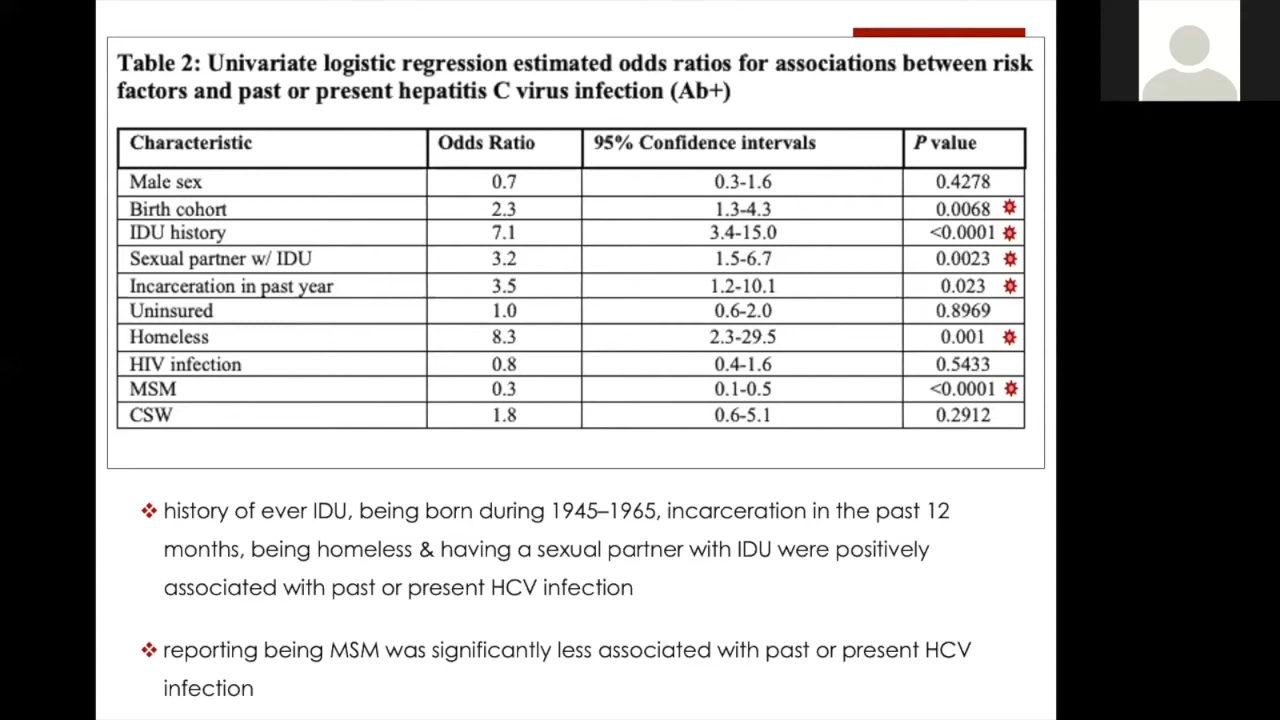 Table 2: Univariate logistic regression estimated odds ratios for associations between risk
factors and past or present hepatitis C virus infection (Ab+)
Characteristic Odds Ratio 95% Confidence intervals P value
Male sex 0.7 0.3-1.6 0.4278
Birth cohort 2.3 1.3-4.3 0.0068
IDU history 7.1 3.4-15.0 <0.0001
Sexual partner w/ IDU 3.2 1.5-6.7 0.0023
Incarceration in past year 3.5 1.2-10.1 0.023
Uninsured 1.0 0.6-2.0 0.8969
Homeless 8.3 2.3-29.5 0.001
HIV infection 0.8 0.4-1.6 0.5433
MSM 0.3 0.1-0.5 <0.0001
CSW 1.8 0.6-5.1 0.2912
❖ history of ever IDU, being born during 1945–1965, incarceration in the past 12
months, being homeless & having a sexual partner with IDU were positively
associated with past or present HCV infection
❖ reporting being MSM was significantly less associated with past or present HCV
infection